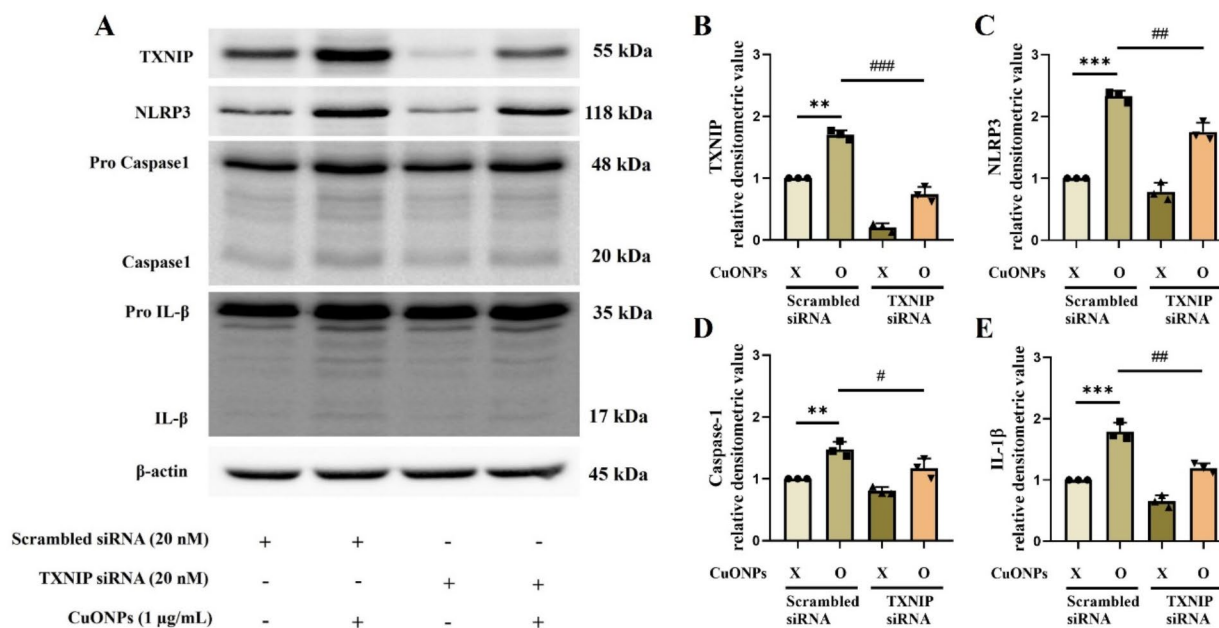 A
TXNIP
55 kDa
NLRP3
118 kDa
Pro Caspase1
48 kDa
Caspase1
20 kDa
Pro IL-β
35 kDa
IL-β
17 kDa
β-actin
45 kDa
Scrambled siRNA (20 nM) + + - -
TXNIP siRNA (20 nM) - - + +
CuONPs (1 μg/mL) - + - +
B
TXNIP
relative densitometric value
3
2
1
0
**
###
CuONPs X O X O
Scrambled TXNIP
siRNA siRNA
C
NLRP3
relative densitometric value
3
2
1
0
***
##
CuONPs X O X O
Scrambled TXNIP
siRNA siRNA
D
Caspase-1
relative densitometric value
3
2
1
0
**
#
CuONPs X O X O
Scrambled TXNIP
siRNA siRNA
E
IL-1β
relative densitometric value
3
2
1
0
***
##
CuONPs X O X O
Scrambled TXNIP
siRNA siRNA